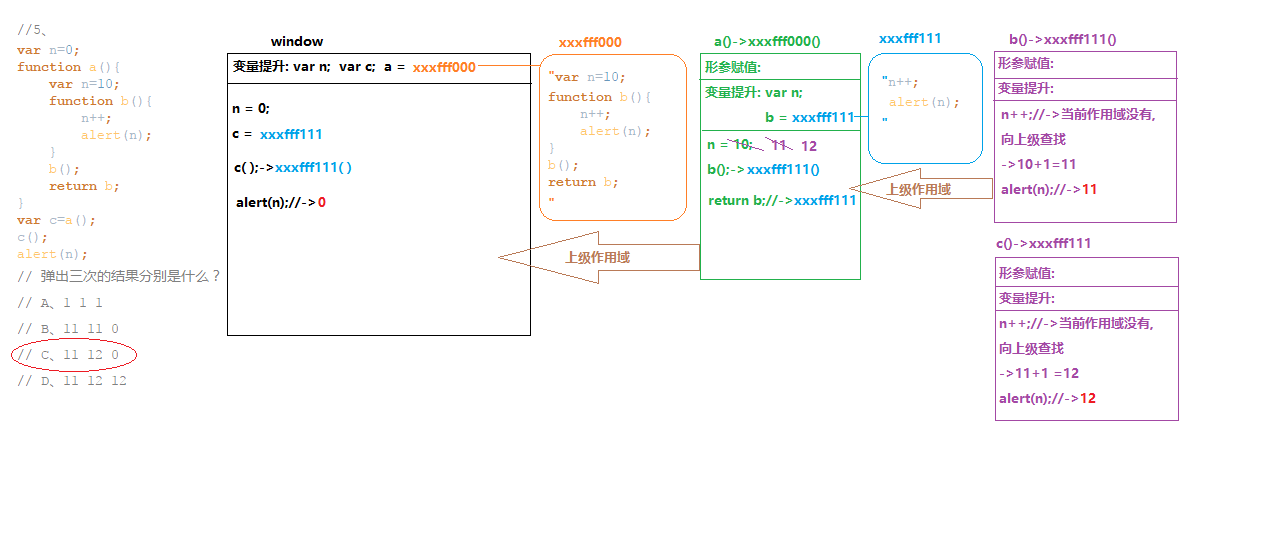 //5、
var n=0;
function a(){
var n=10;
function b(){
n++;
alert(n);
}
b();
return b;
}
var c=a();
c();
alert(n);
// 弹出三次的结果分别是什么？
// A、1 1 1
// B、11 11 0
// C、11 12 0
// D、11 12 12
window
变量提升: var n;  var c;  a = xxxfff000
n = 0;
c = xxxfff111
c( );->xxxfff111( )
alert(n);//->0
xxxfff000
"var n=10;
function b(){
n++;
alert(n);
}
b();
return b;
"
a()->xxxfff000()
形参赋值:
变量提升: var n;
b = xxxfff111
n = 10; 11 12
b();->xxxfff111()
return b;//->xxxfff111
上级作用域
xxxfff111
"n++;
alert(n);
"
上级作用域
b()->xxxfff111()
形参赋值:
变量提升:
n++;//->当前作用域没有,
向上级查找
->10+1=11
alert(n);//->11
c()->xxxfff111
形参赋值:
变量提升:
n++;//->当前作用域没有,
向上级查找
->11+1 =12
alert(n);//->12